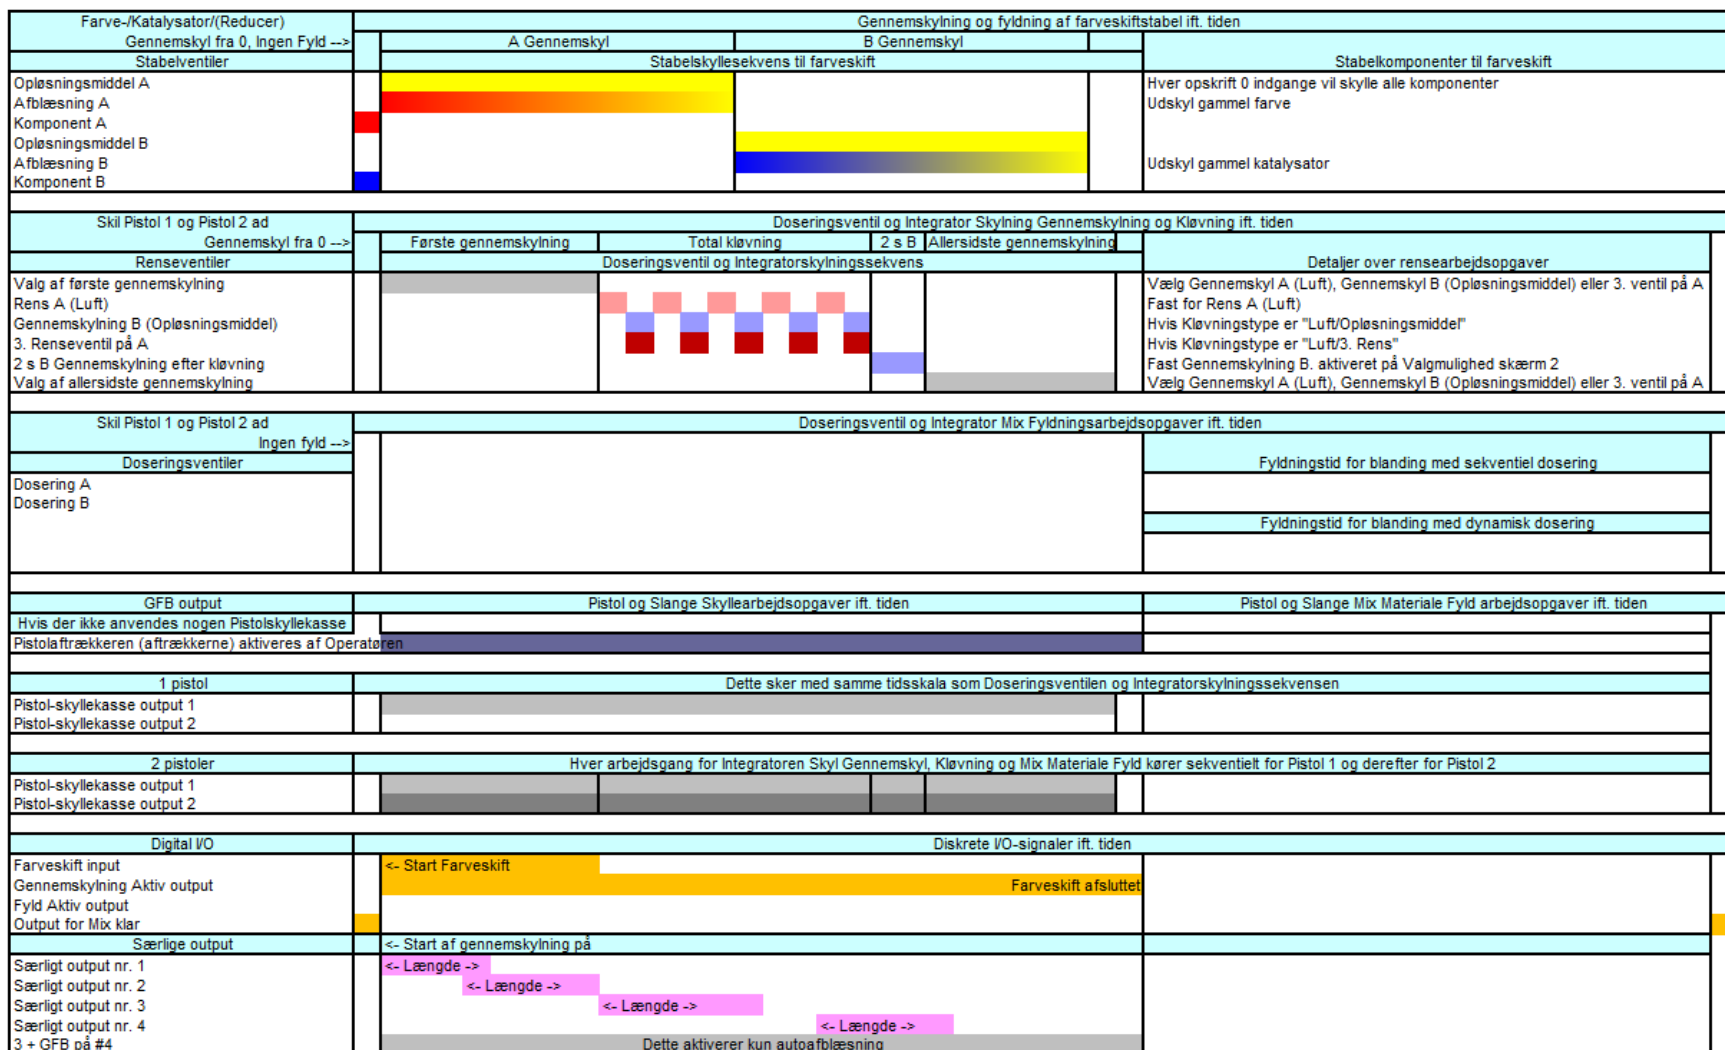 Farve-/Katalysator/(Reducer)
Gennemskylning og fyldning af farveskiftstabel ift. tiden
Gennemskyl fra 0, Ingen Fyld -->
A Gennemskyl
B Gennemskyl
Stabelventiler
Stabelskyllesekvens til farveskift
Stabelkomponenter til farveskift
Opløsningsmiddel A
Hver opskrift 0 indgange vil skylle alle komponenter
Afblæsning A
Udskyl gammel farve
Komponent A
Opløsningsmiddel B
Afblæsning B
Udskyl gammel katalysator
Komponent B
Skil Pistol 1 og Pistol 2 ad
Doseringsventil og Integrator Skylning Gennemskylning og Kløvning ift. tiden
Gennemskyl fra 0 -->
Første gennemskylning
Total kløvning
2 s B
Allersidste gennemskylning
Renseventiler
Doseringsventil og Integratorskylningssekvens
Detaljer over rensearbejdsopgaver
Valg af første gennemskylning
Vælg Gennemskyl A (Luft), Gennemskyl B (Opløsningsmiddel) eller 3. ventil på A
Rens A (Luft)
Fast for Rens A (Luft)
Gennemskylning B (Opløsningsmiddel)
Hvis Kløvningstype er "Luft/Opløsningsmiddel"
3. Renseventil på A
Hvis Kløvningstype er "Luft/3. Rens"
2 s B Gennemskylning efter kløvning
Fast Gennemskylning B. aktiveret på Valgmulighed skærm 2
Valg af allersidste gennemskylning
Vælg Gennemskyl A (Luft), Gennemskyl B (Opløsningsmiddel) eller 3. ventil på A
Skil Pistol 1 og Pistol 2 ad
Doseringsventil og Integrator Mix Fyldningsarbejdsopgaver ift. tiden
Ingen fyld -->
Doseringsventiler
Fyldningstid for blanding med sekventiel dosering
Dosering A
Dosering B
Fyldningstid for blanding med dynamisk dosering
GFB output
Pistol og Slange Skyllearbejdsopgaver ift. tiden
Pistol og Slange Mix Materiale Fyld arbejdsopgaver ift. tiden
Hvis der ikke anvendes nogen Pistolskyllekasse
Pistolaftrækkeren (aftrækkerne) aktiveres af Operatøren
1 pistol
Dette sker med samme tidsskala som Doseringsventilen og Integratorskylningssekvensen
Pistol-skyllekasse output 1
Pistol-skyllekasse output 2
2 pistoler
Hver arbejdsgang for Integratoren Skyl Gennemskyl, Kløvning og Mix Materiale Fyld kører sekventielt for Pistol 1 og derefter for Pistol 2
Pistol-skyllekasse output 1
Pistol-skyllekasse output 2
Digital I/O
Diskrete I/O-signaler ift. tiden
Farveskift input
<- Start Farveskift
Gennemskylning Aktiv output
Farveskift afsluttet
Fyld Aktiv output
Output for Mix klar
Særlige output
<- Start af gennemskylning på
Særligt output nr. 1
<- Længde ->
Særligt output nr. 2
<- Længde ->
Særligt output nr. 3
<- Længde ->
Særligt output nr. 4
<- Længde ->
3 + GFB på #4
Dette aktiverer kun autoafblæsning